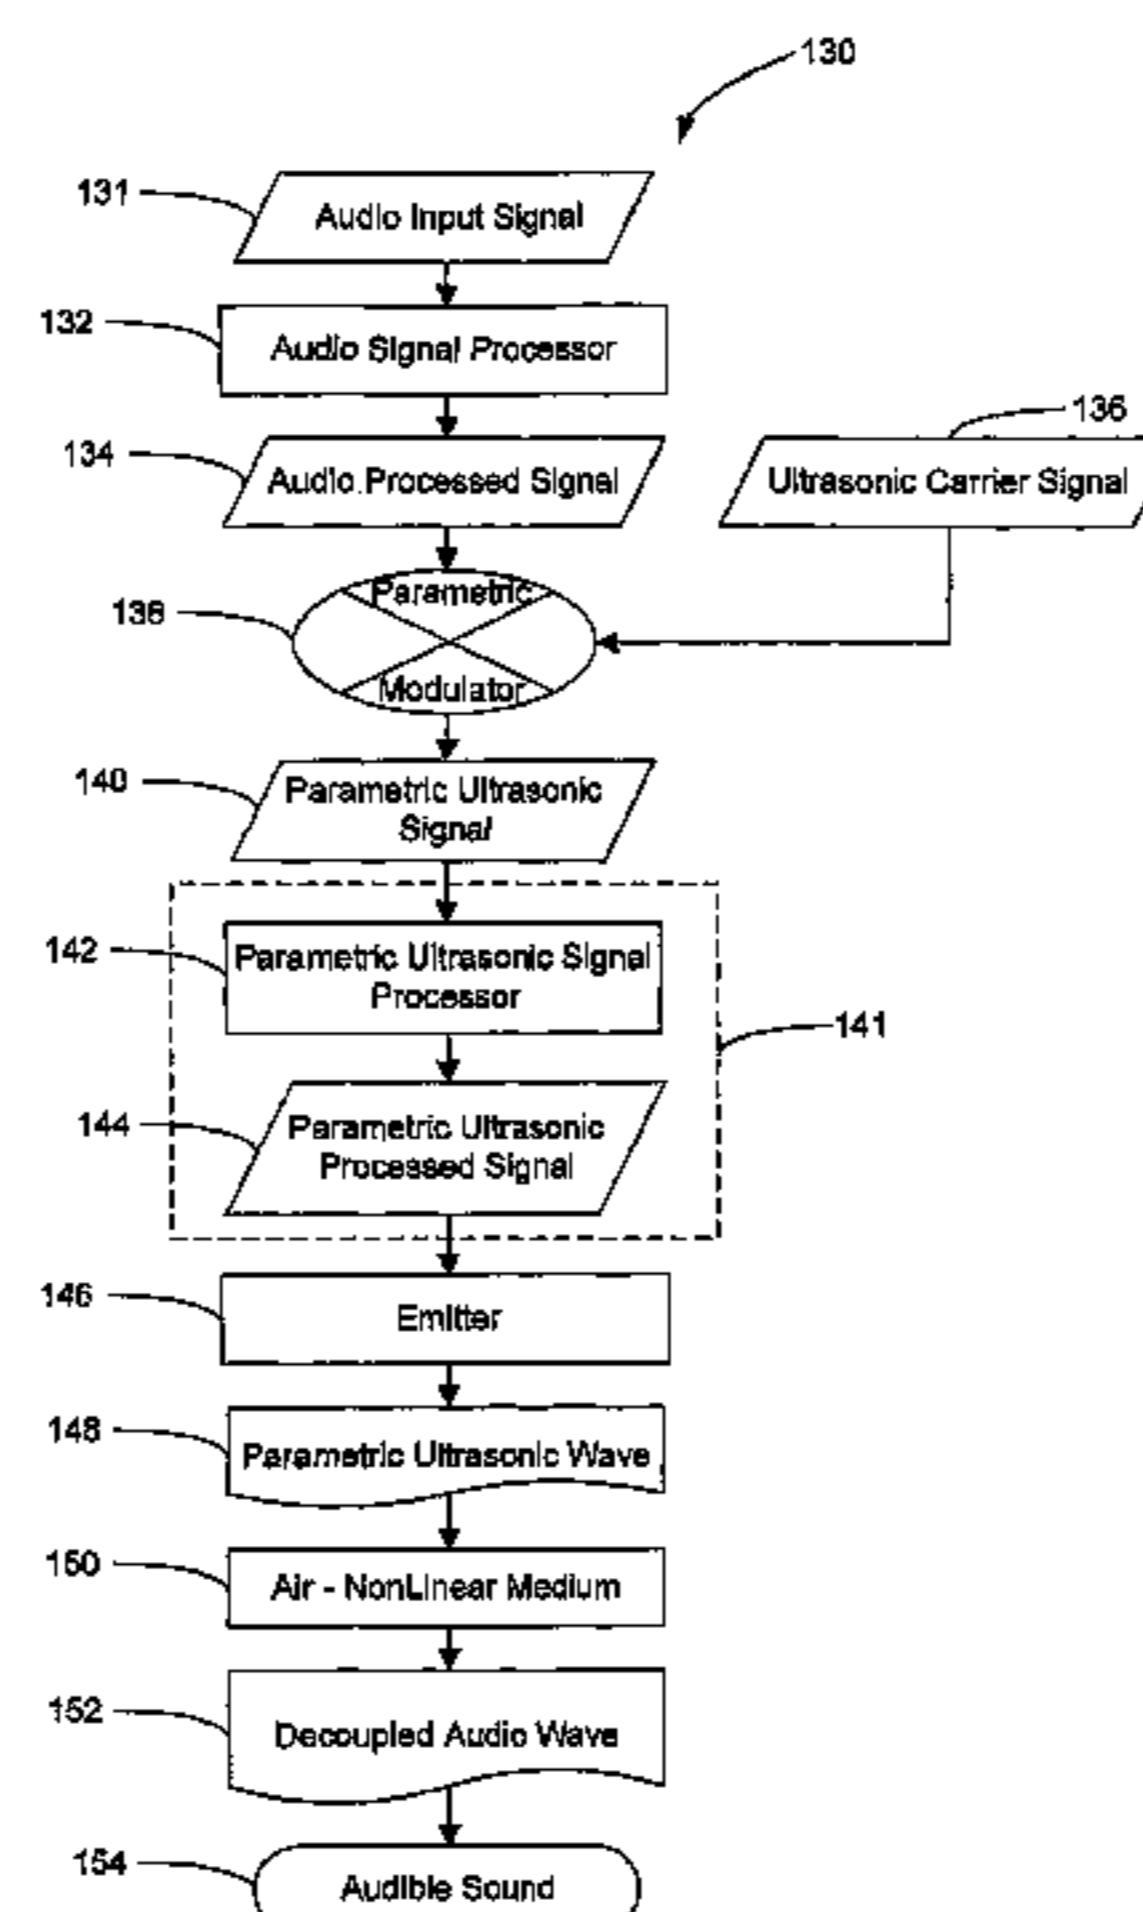 130
131
Audio Input Signal
132
Audio Signal Processor
134
Audio Processed Signal
136
Ultrasonic Carrier Signal
138
Parametric
Modulator
140
Parametric Ultrasonic
Signal
142
Parametric Ultrasonic Signal
Processor
141
144
Parametric Ultrasonic
Processed Signal
146
Emitter
148
Parametric Ultrasonic Wave
150
Air - NonLinear Medium
152
Decoupled Audio Wave
154
Audible Sound